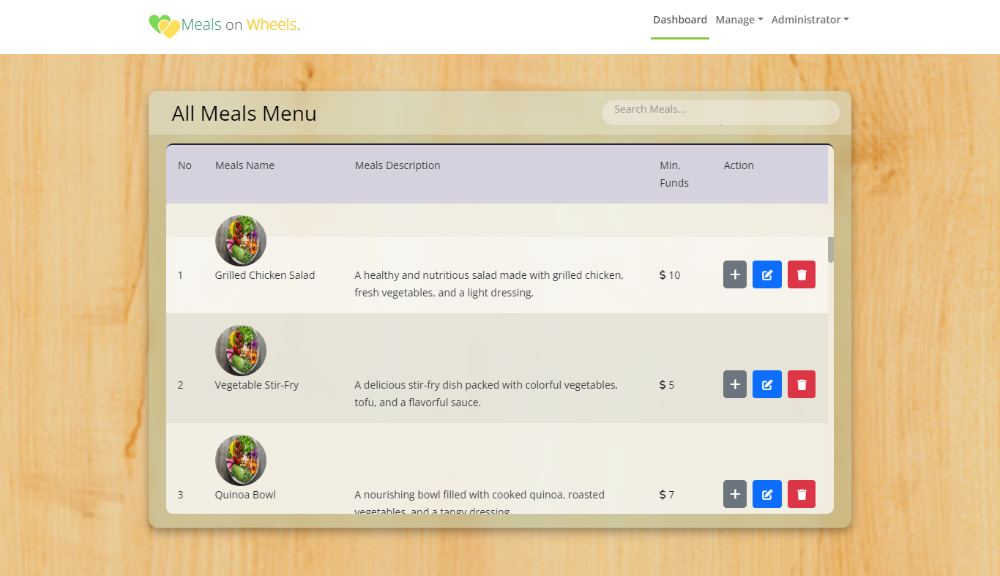 Meals on Wheels.
Dashboard Manage Administrator
All Meals Menu
Search Meals...
No Meals Name Meals Description Min. Funds Action
1 Grilled Chicken Salad A healthy and nutritious salad made with grilled chicken, $ 10
fresh vegetables, and a light dressing.
2 Vegetable Stir-Fry A delicious stir-fry dish packed with colorful vegetables, $ 5
tofu, and a flavorful sauce.
3 Quinoa Bowl A nourishing bowl filled with cooked quinoa, roasted $ 7
vegetables, and a tangy dressing